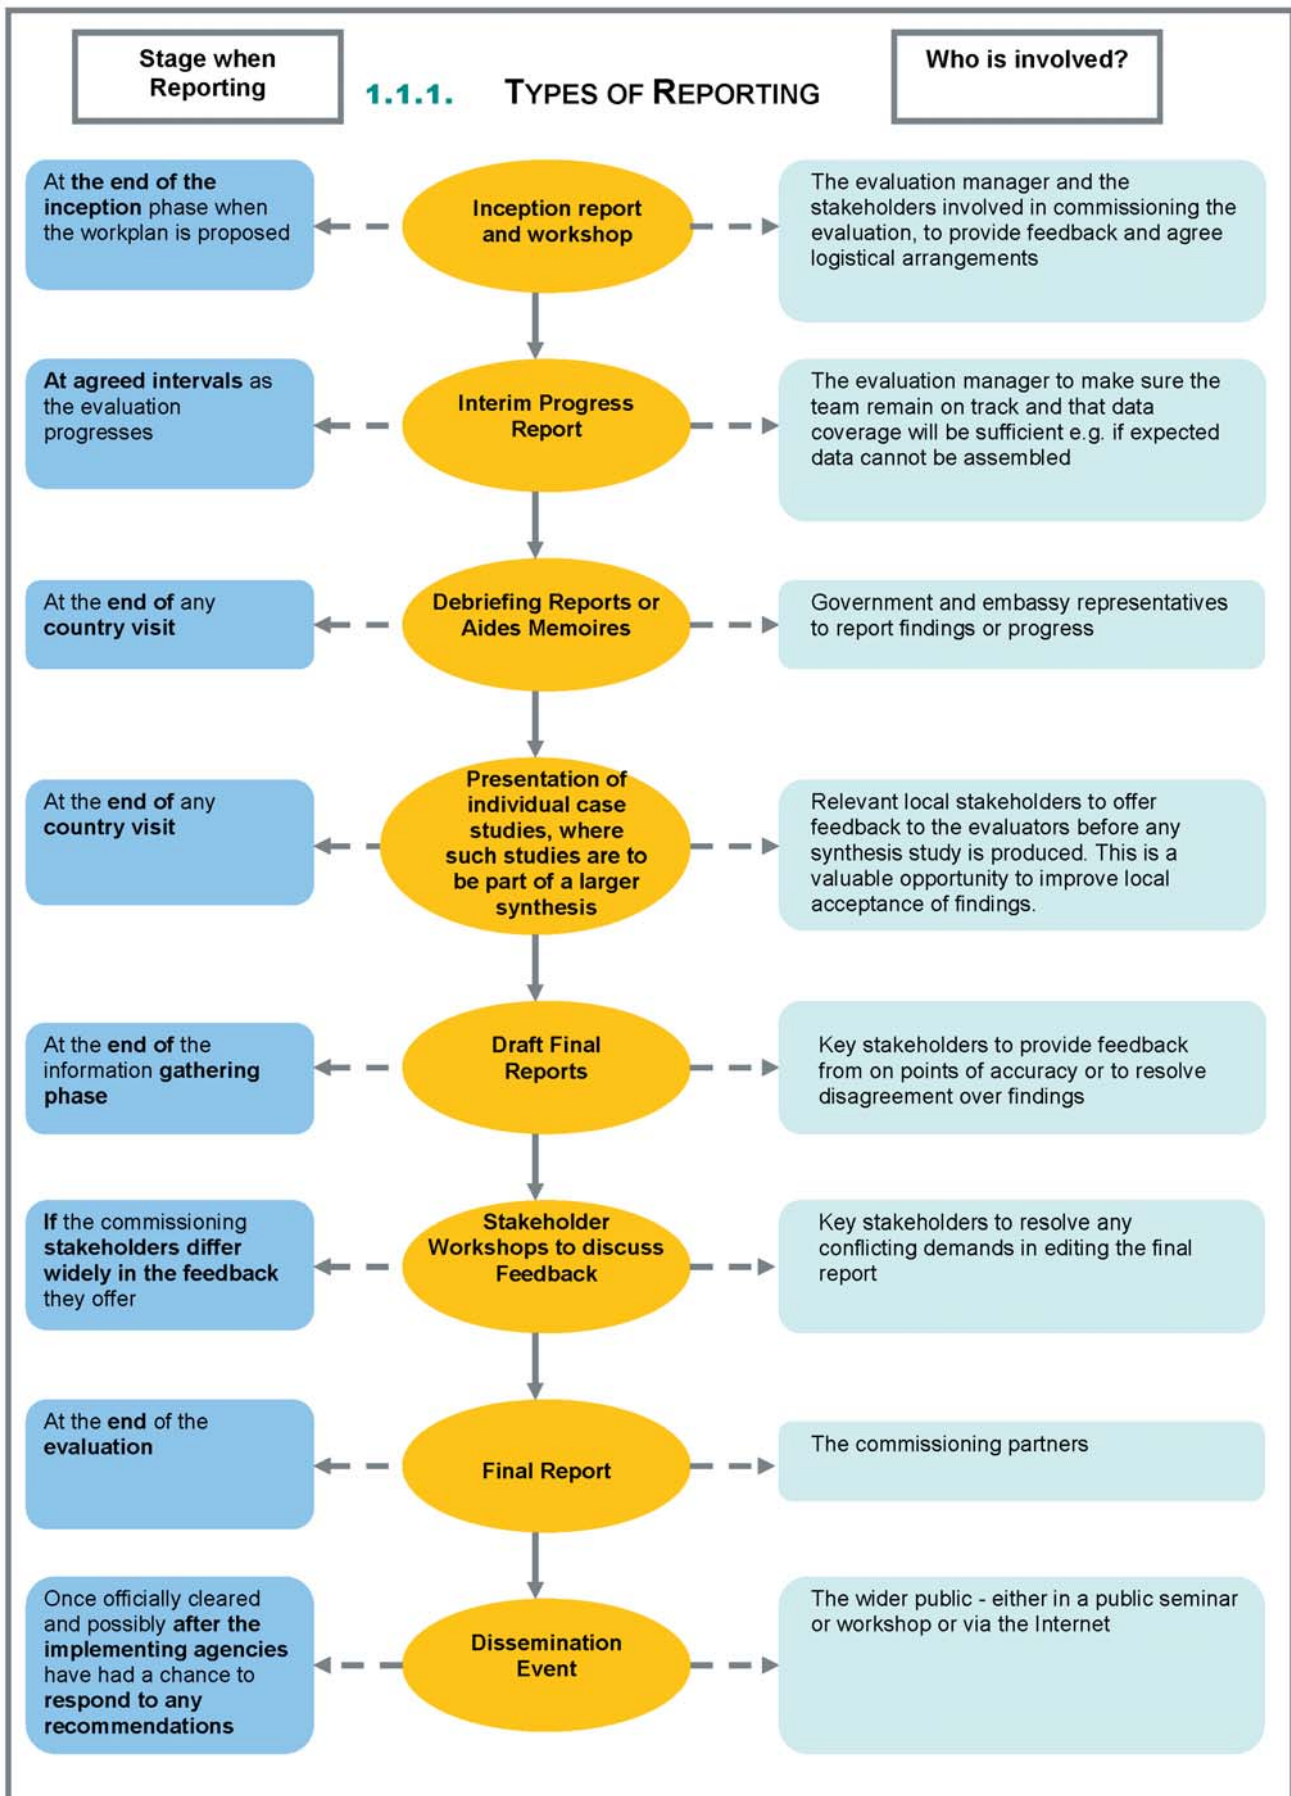 Stage when
Reporting
1.1.1. TYPES OF REPORTING
Who is involved?
At the end of the
inception phase when
the workplan is proposed
Inception report
and workshop
The evaluation manager and the
stakeholders involved in commissioning the
evaluation, to provide feedback and agree
logistical arrangements
At agreed intervals as
the evaluation
progresses
Interim Progress
Report
The evaluation manager to make sure the
team remain on track and that data
coverage will be sufficient e.g. if expected
data cannot be assembled
At the end of any
country visit
Debriefing Reports or
Aides Memoires
Government and embassy representatives
to report findings or progress
At the end of any
country visit
Presentation of
individual case
studies, where
such studies are to
be part of a larger
synthesis
Relevant local stakeholders to offer
feedback to the evaluators before any
synthesis study is produced. This is a
valuable opportunity to improve local
acceptance of findings.
At the end of the
information gathering
phase
Draft Final
Reports
Key stakeholders to provide feedback
from on points of accuracy or to resolve
disagreement over findings
If the commissioning
stakeholders differ
widely in the feedback
they offer
Stakeholder
Workshops to discuss
Feedback
Key stakeholders to resolve any
conflicting demands in editing the final
report
At the end of the
evaluation
Final Report
The commissioning partners
Once officially cleared
and possibly after the
implementing agencies
have had a chance to
respond to any
recommendations
Dissemination
Event
The wider public - either in a public seminar
or workshop or via the Internet